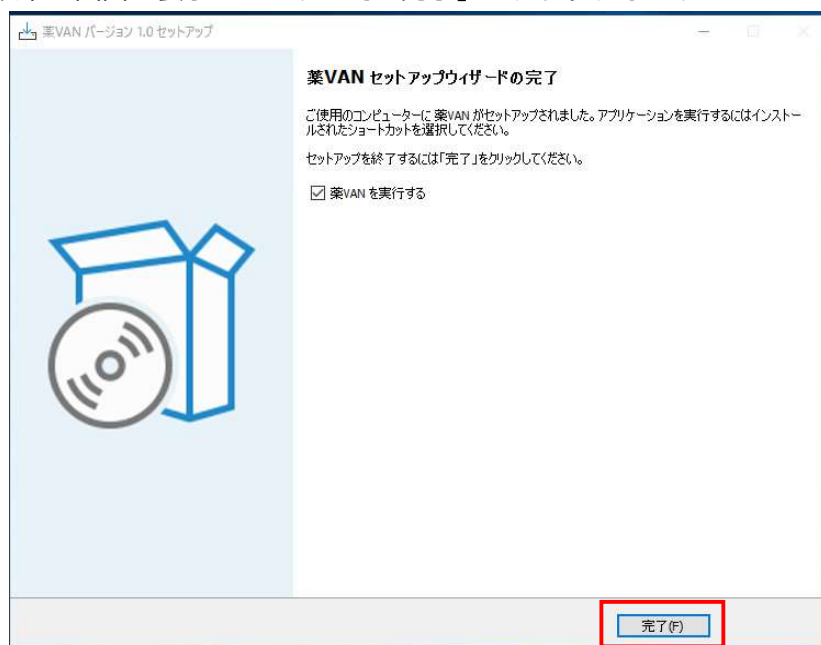 薬VAN バージョン 1.0 セットアップ
薬VAN セットアップウィザードの完了
ご使用のコンピューターに 薬VAN がセットアップされました。アプリケーションを実行するにはインストー
ルされたショートカットを選択してください。
セットアップを終了するには「完了」をクリックしてください。
薬VAN を実行する
完了(F)